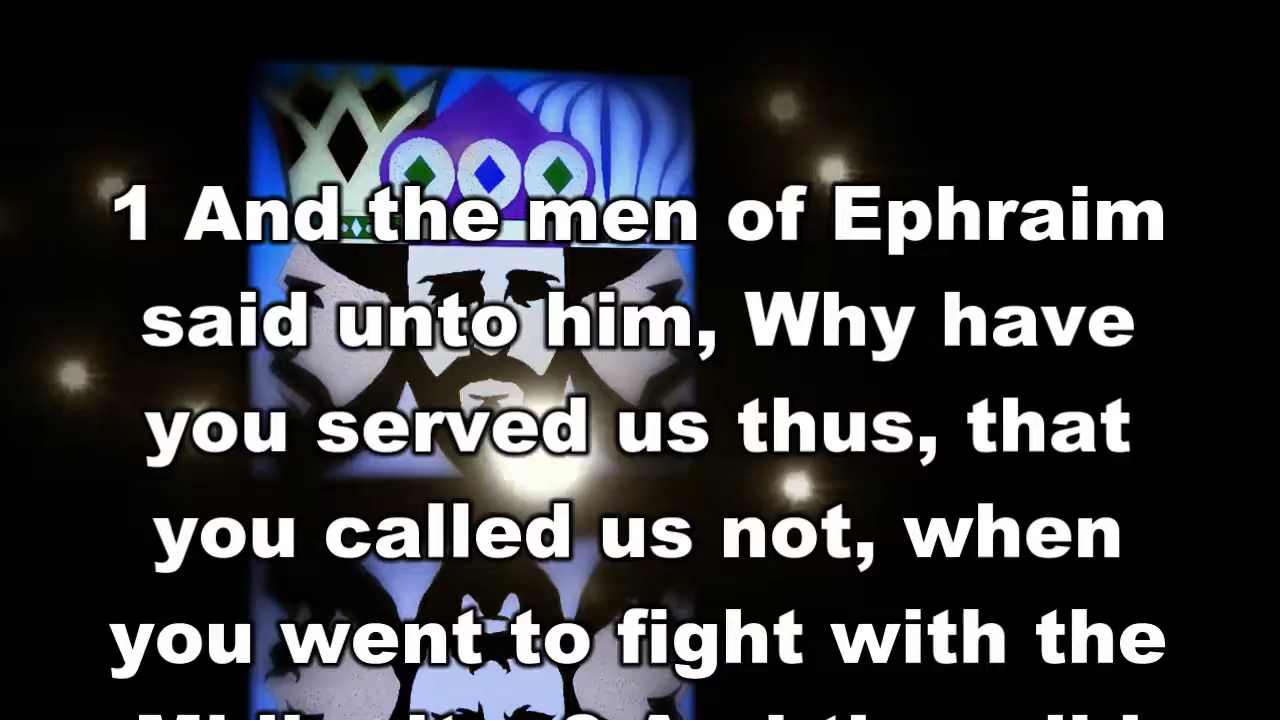 1 And the men of Ephraim
said unto him, Why have
you served us thus, that
you called us not, when
you went to fight with the